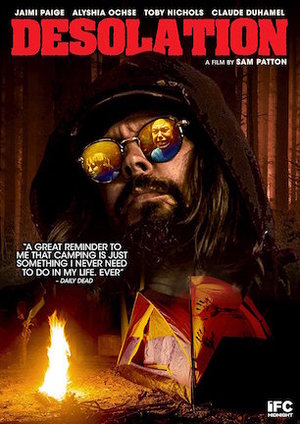 JAIMI PAIGE ALYSHIA OCHSE TOBY NICHOLS CLAUDE DUHAMEL
DESOLATION
A FILM BY SAM PATTON
"A GREAT REMINDER TO
ME THAT CAMPING IS JUST
SOMETHING I NEVER NEED
TO DO IN MY LIFE. EVER"
– DAILY DEAD
IFC
MIDNIGHT